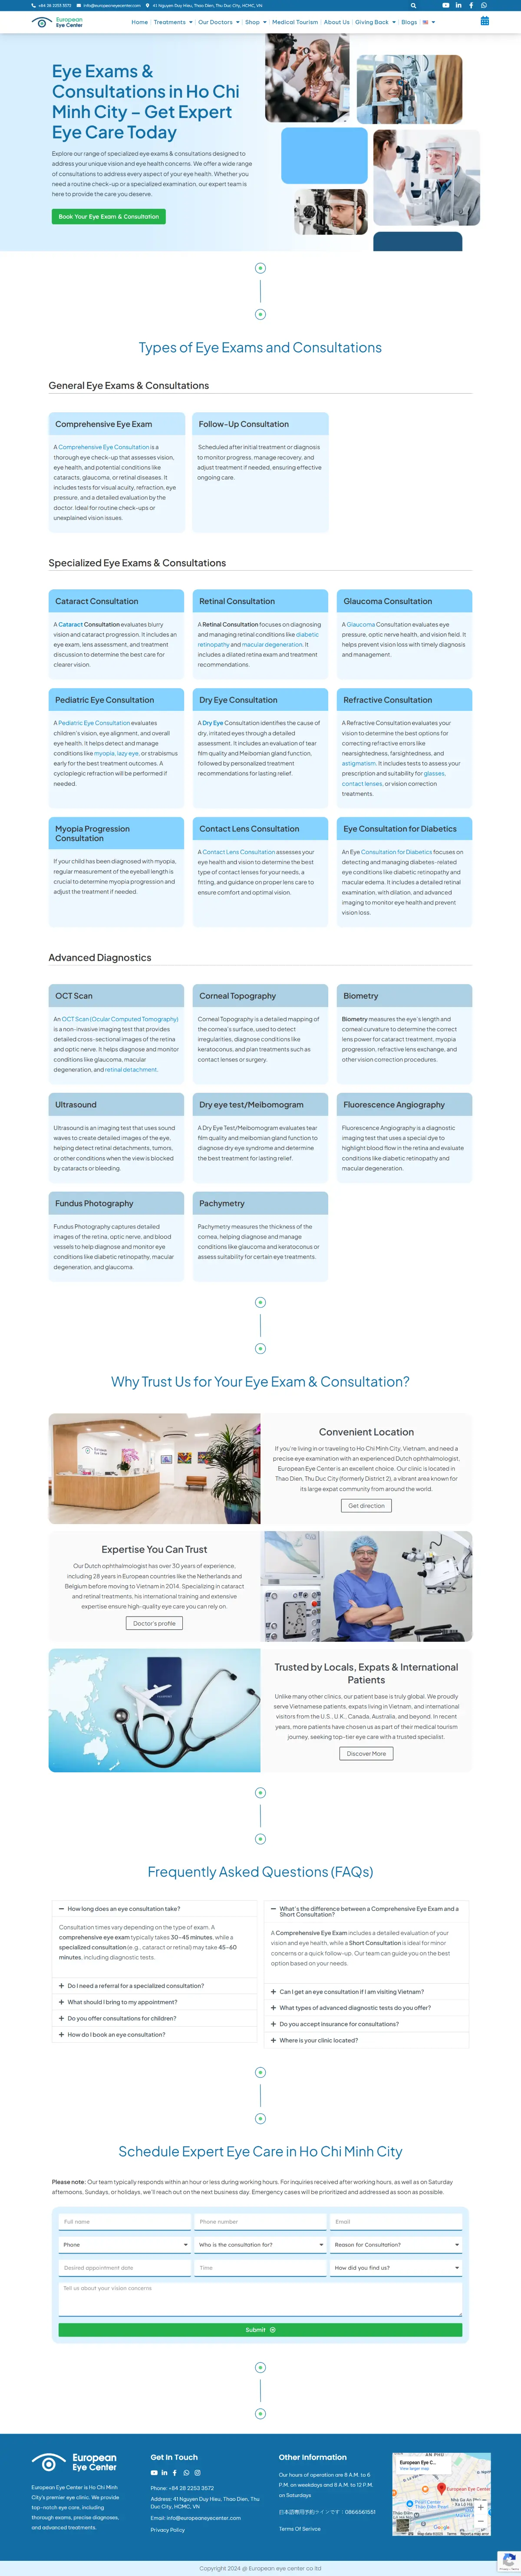 +84 28 2253 3572 info@europeaneyecenter.com 41 Nguyen Duy Hieu, Thao Dien, Thu Duc City, HCMC, VN
European
Eye Center
Home Treatments Our Doctors Shop Medical Tourism About Us Giving Back Blogs
Eye Exams &
Consultations in Ho Chi
Minh City – Get Expert
Eye Care Today
Explore our range of specialized eye exams & consultations designed to
address your unique vision and eye health concerns. We offer a wide range
of consultations to address every aspect of your eye health. Whether you
need a routine check-up or a specialized examination, our expert team is
here to provide the care you deserve.
Book Your Eye Exam & Consultation
Types of Eye Exams and Consultations
General Eye Exams & Consultations
Comprehensive Eye Exam
A Comprehensive Eye Consultation is a
thorough eye check-up that assesses vision,
eye health, and potential conditions like
cataracts, glaucoma, or retinal diseases. It
includes tests for visual acuity, refraction, eye
pressure, and a detailed evaluation by the
doctor. Ideal for routine check-ups or
unexplained vision issues.
Follow-Up Consultation
Scheduled after initial treatment or diagnosis
to monitor progress, manage recovery, and
adjust treatment if needed, ensuring effective
ongoing care.
Specialized Eye Exams & Consultations
Cataract Consultation
A Cataract Consultation evaluates blurry
vision and cataract progression. It includes an
eye exam, lens assessment, and treatment
discussion to determine the best care for
clearer vision.
Retinal Consultation
A Retinal Consultation focuses on diagnosing
and managing retinal conditions like diabetic
retinopathy and macular degeneration. It
includes a dilated retina exam and treatment
recommendations.
Glaucoma Consultation
A Glaucoma Consultation evaluates eye
pressure, optic nerve health, and vision field. It
helps prevent vision loss with timely diagnosis
and management.
Pediatric Eye Consultation
A Pediatric Eye Consultation evaluates
children's vision, eye alignment, and overall
eye health. It helps detect and manage
conditions like myopia, lazy eye, or strabismus
early for the best treatment outcomes. A
cycloplegic refraction will be performed if
needed.
Dry Eye Consultation
A Dry Eye Consultation identifies the cause of
dry, irritated eyes through a detailed
assessment. It includes an evaluation of tear
film quality and Meibomian gland function,
followed by personalized treatment
recommendations for lasting relief.
Refractive Consultation
A Refractive Consultation evaluates your
vision to determine the best options for
correcting refractive errors like
nearsightedness, farsightedness, and
astigmatism. It includes tests to assess your
prescription and suitability for glasses,
contact lenses, or vision correction
treatments.
Myopia Progression
Consultation
If your child has been diagnosed with myopia,
regular measurement of the eyeball length is
crucial to determine myopia progression and
adjust the treatment if needed.
Contact Lens Consultation
A Contact Lens Consultation assesses your
eye health and vision to determine the best
type of contact lenses for your needs, a
fitting, and guidance on proper lens care to
ensure comfort and optimal vision.
Eye Consultation for Diabetics
An Eye Consultation for Diabetics focuses on
detecting and managing diabetes-related
eye conditions like diabetic retinopathy and
macular edema. It includes a detailed retinal
examination, with dilation, and advanced
imaging to monitor eye health and prevent
vision loss.
Advanced Diagnostics
OCT Scan
An OCT Scan (Ocular Computed Tomography)
is a non-invasive imaging test that provides
detailed cross-sectional images of the retina
and optic nerve. It helps diagnose and monitor
conditions like glaucoma, macular
degeneration, and retinal detachment.
Corneal Topography
Corneal Topography is a detailed mapping of
the cornea's surface, used to detect
irregularities, diagnose conditions like
keratoconus, and plan treatments such as
contact lenses or surgery.
Biometry
Biometry measures the eye's length and
corneal curvature to determine the correct
lens power for cataract treatment, myopia
progression, refractive lens exchange, and
other vision correction procedures.
Ultrasound
Ultrasound is an imaging test that uses sound
waves to create detailed images of the eye,
helping detect retinal detachments, tumors,
or other conditions when the view is blocked
by cataracts or bleeding.
Dry eye test/Meibomogram
A Dry Eye Test/Meibomogram evaluates tear
film quality and meibomian gland function to
diagnose dry eye syndrome and determine
the best treatment for lasting relief.
Fluorescence Angiography
Fluorescence Angiography is a diagnostic
imaging test that uses a special dye to
highlight blood flow in the retina and evaluate
conditions like diabetic retinopathy and
macular degeneration.
Fundus Photography
Fundus Photography captures detailed
images of the retina, optic nerve, and blood
vessels to help diagnose and monitor eye
conditions like diabetic retinopathy, macular
degeneration, and glaucoma.
Pachymetry
Pachymetry measures the thickness of the
cornea, helping diagnose and manage
conditions like glaucoma and keratoconus or
assess suitability for certain eye treatments.
Why Trust Us for Your Eye Exam & Consultation?
Convenient Location
If you're living in or traveling to Ho Chi Minh City, Vietnam, and need a
precise eye examination with an experienced Dutch ophthalmologist,
European Eye Center is an excellent choice. Our clinic is located in
Thao Dien, Thu Duc City (formerly District 2), a vibrant area known for
its large expat community from around the world.
Get direction
Expertise You Can Trust
Our Dutch ophthalmologist has over 30 years of experience,
including 28 years in European countries like the Netherlands and
Belgium before moving to Vietnam in 2014. Specializing in cataract
and retinal treatments, his international training and extensive
expertise ensure high-quality eye care you can rely on.
Doctor's profile
Trusted by Locals, Expats & International
Patients
Unlike many other clinics, our patient base is truly global. We proudly
serve Vietnamese patients, expats living in Vietnam, and international
visitors from the U.S., U.K., Canada, Australia, and beyond. In recent
years, more patients have chosen us as part of their medical tourism
journey, seeking top-tier eye care with a trusted specialist.
Discover More
Frequently Asked Questions (FAQs)
How long does an eye consultation take?
Consultation times vary depending on the type of exam. A
comprehensive eye exam typically takes 30–45 minutes, while a
specialized consultation (e.g., cataract or retinal) may take 45–60
minutes, including diagnostic tests.
Do I need a referral for a specialized consultation?
What should I bring to my appointment?
Do you offer consultations for children?
How do I book an eye consultation?
What's the difference between a Comprehensive Eye Exam and a
Short Consultation?
A Comprehensive Eye Exam includes a detailed evaluation of your
vision and eye health, while a Short Consultation is ideal for minor
concerns or a quick follow-up. Our team can guide you on the best
option based on your needs.
Can I get an eye consultation if I am visiting Vietnam?
What types of advanced diagnostic tests do you offer?
Do you accept insurance for consultations?
Where is your clinic located?
Schedule Expert Eye Care in Ho Chi Minh City
Please note: Our team typically responds within an hour or less during working hours. For inquiries received after working hours, as well as on Saturday
afternoons, Sundays, or holidays, we'll reach out on the next business day. Emergency cases will be prioritized and addressed as soon as possible.
Full name Phone number Email
Phone Who is the consultation for? Reason for Consultation?
Desired appointment date Time How did you find us?
Tell us about your vision concerns
Submit
European
Eye Center
European Eye Center is Ho Chi Minh
City's premier eye clinic. We provide
top-notch eye care, including
thorough exams, precise diagnoses,
and advanced treatments.
Get In Touch
Phone: +84 28 2253 3572
Address: 41 Nguyen Duy Hieu, Thao Dien, Thu
Duc City, HCMC, VN
Email: info@europeaneyecenter.com
Privacy Policy
Other Information
Our hours of operation are 8 A.M. to 6
P.M. on weekdays and 8 A.M. to 12 P.M.
on Saturdays
日本語専用予約ラインです：0866561551
Terms Of Serivce
AN PHU
European Eye C...
View larger map
European Eye Center
Google
Copyright 2024 @ European eye center co ltd